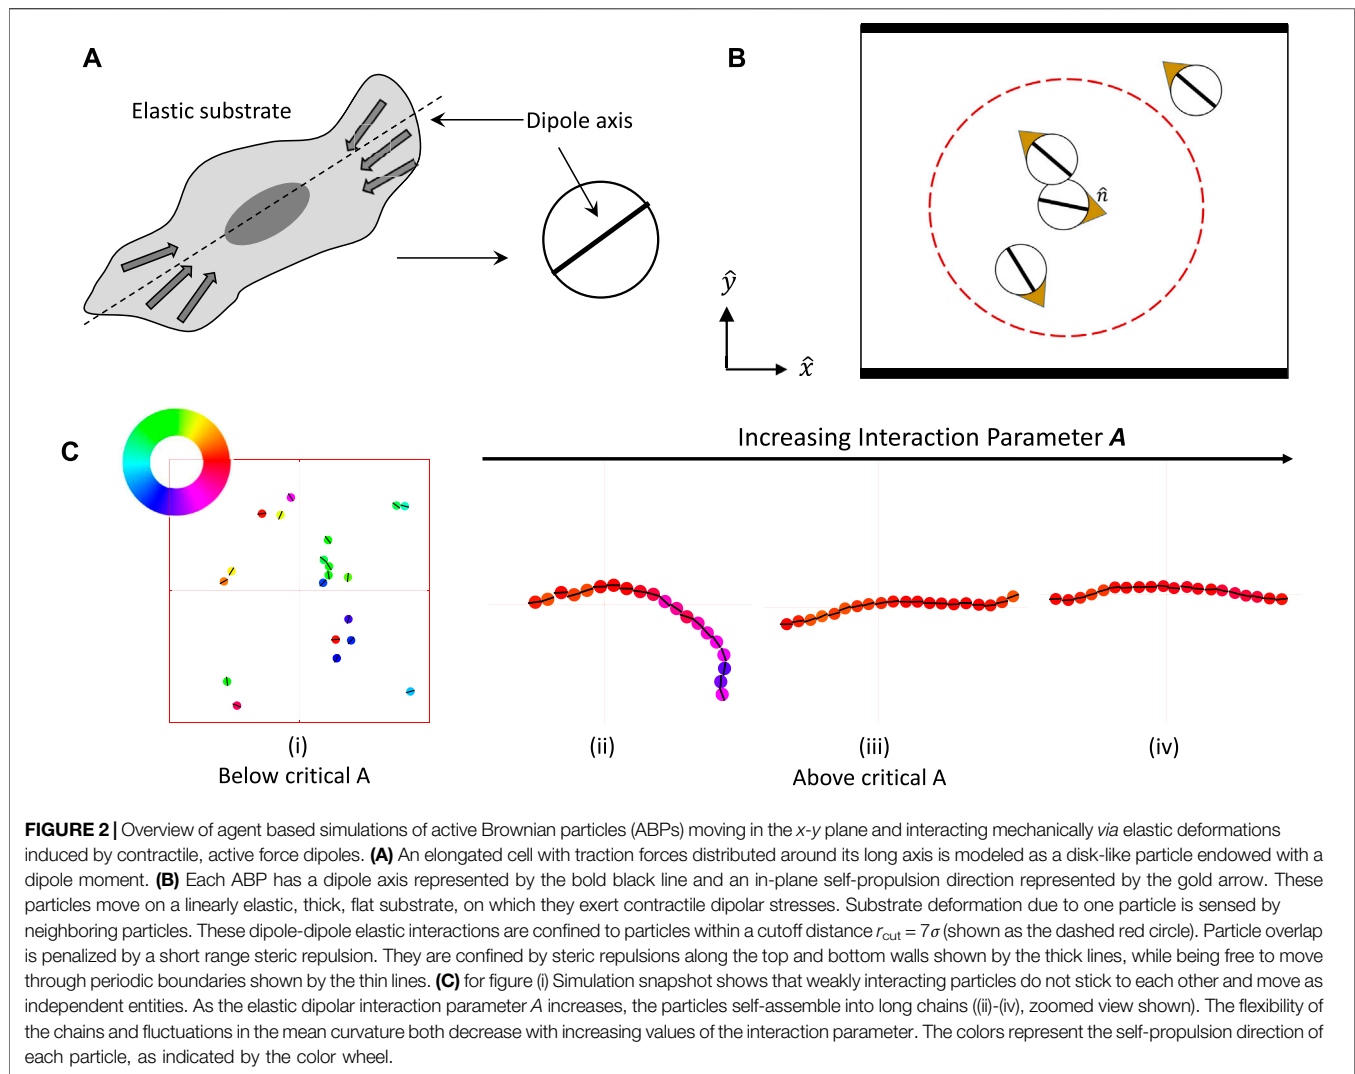 A
Elastic substrate
Dipole axis
B
n̂
ŷ
x̂
C
Increasing Interaction Parameter A
(i)
(ii)
(iii)
(iv)
Below critical A
Above critical A
FIGURE 2 | Overview of agent based simulations of active Brownian particles (ABPs) moving in the x-y plane and interacting mechanically via elastic deformations
induced by contractile, active force dipoles. (A) An elongated cell with traction forces distributed around its long axis is modeled as a disk-like particle endowed with a
dipole moment. (B) Each ABP has a dipole axis represented by the bold black line and an in-plane self-propulsion direction represented by the gold arrow. These
particles move on a linearly elastic, thick, flat substrate, on which they exert contractile dipolar stresses. Substrate deformation due to one particle is sensed by
neighboring particles. These dipole-dipole elastic interactions are confined to particles within a cutoff distance r_cut = 7σ (shown as the dashed red circle). Particle overlap
is penalized by a short range steric repulsion. They are confined by steric repulsions along the top and bottom walls shown by the thick lines, while being free to move
through periodic boundaries shown by the thin lines. (C) for figure (i) Simulation snapshot shows that weakly interacting particles do not stick to each other and move as
independent entities. As the elastic dipolar interaction parameter A increases, the particles self-assemble into long chains ((ii)-(iv), zoomed view shown). The flexibility of
the chains and fluctuations in the mean curvature both decrease with increasing values of the interaction parameter. The colors represent the self-propulsion direction of
each particle, as indicated by the color wheel.